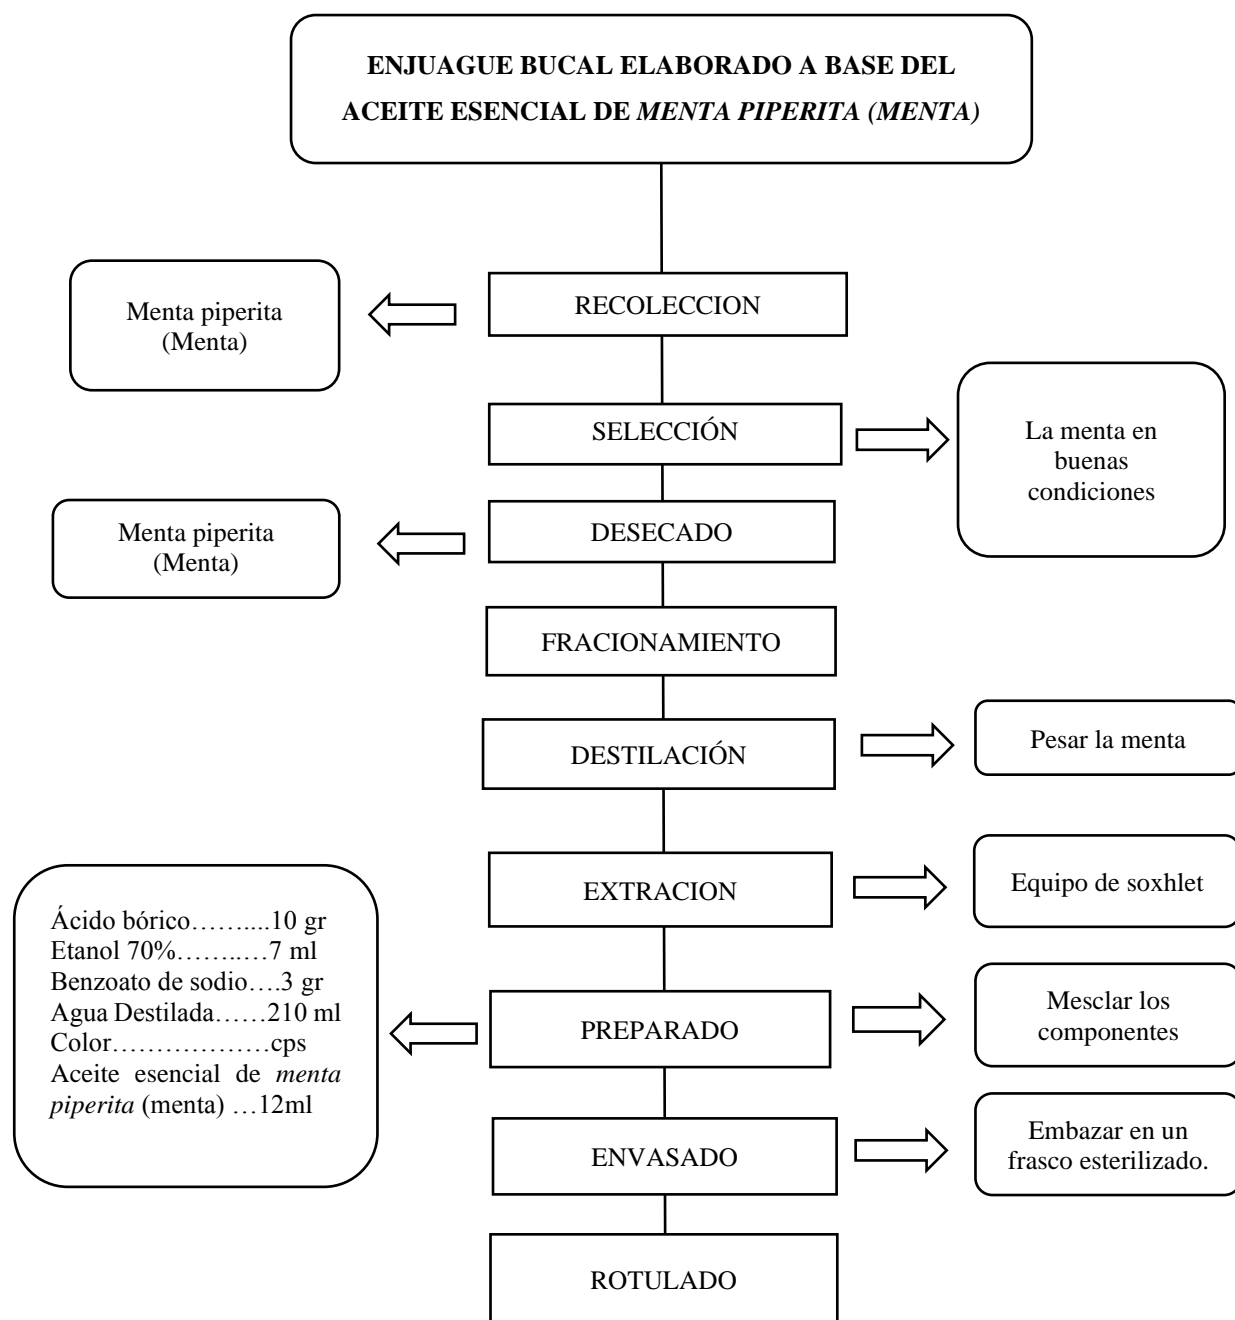 ENJUAGUE BUCAL ELABORADO A BASE DEL
ACEITE ESENCIAL DE MENTA PIPERITA (MENTA)
RECOLECCION
Menta piperita
(Menta)
SELECCIÓN
La menta en
buenas
condiciones
DESECADO
Menta piperita
(Menta)
FRACIONAMIENTO
DESTILACIÓN
Pesar la menta
EXTRACION
Equipo de soxhlet
Ácido bórico……....10 gr
Etanol 70%……..…7 ml
Benzoato de sodio….3 gr
Agua Destilada……210 ml
Color………………cps
Aceite esencial de menta
piperita (menta) …12ml
PREPARADO
Mesclar los
componentes
ENVASADO
Embazar en un
frasco esterilizado.
ROTULADO